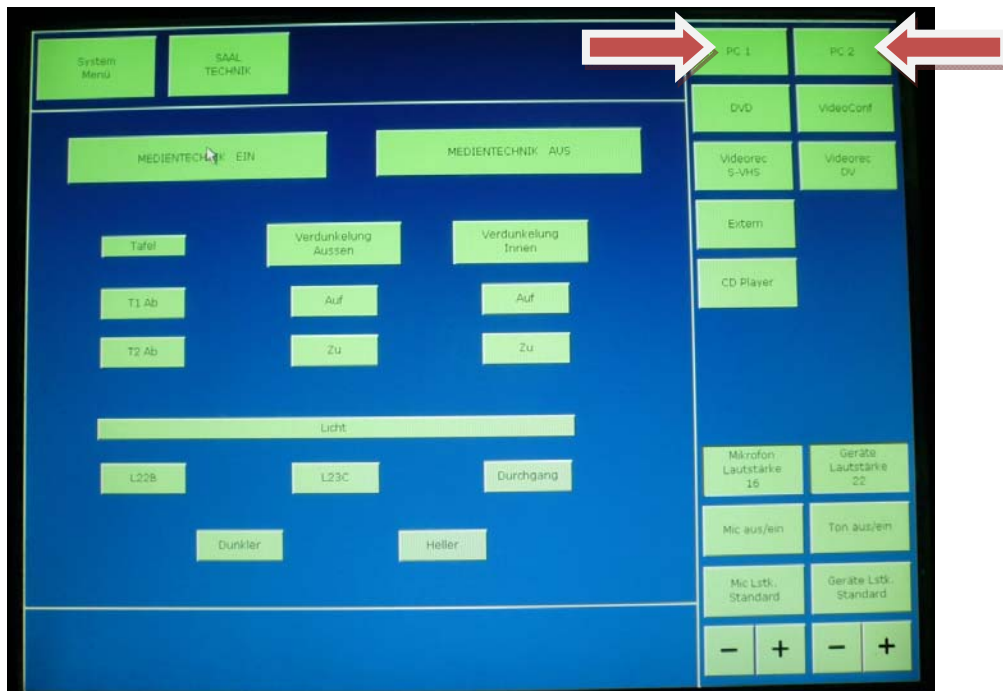 System
Menü
SAAL
TECHNIK
MEDIENTECHNIK EIN
MEDIENTECHNIK AUS
Tafel
Verdunkelung
Aussen
Verdunkelung
Innen
T1 Ab
Auf
Auf
T2 Ab
Zu
Zu
Licht
L22B
L23C
Durchgang
Dunkler
Heller
PC 1
PC 2
DVD
VideoConf
Videorec
S-VHS
Videorec
DV
Extern
CD Player
Mikrofon
Lautstärke
16
Geräte
Lautstärke
22
Mic aus/ein
Ton aus/ein
Mic Lstk.
Standard
Geräte Lstk.
Standard
- + - +